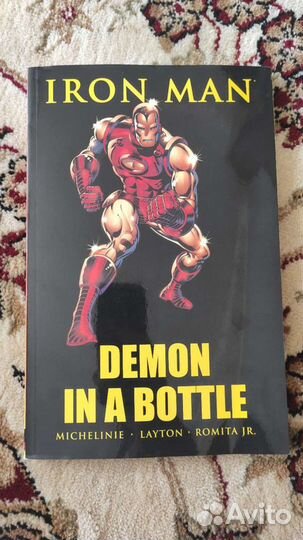 IRON MAN
DEMON
IN A BOTTLE
MICHELINIE • LAYTON • ROMITA JR.
Avito